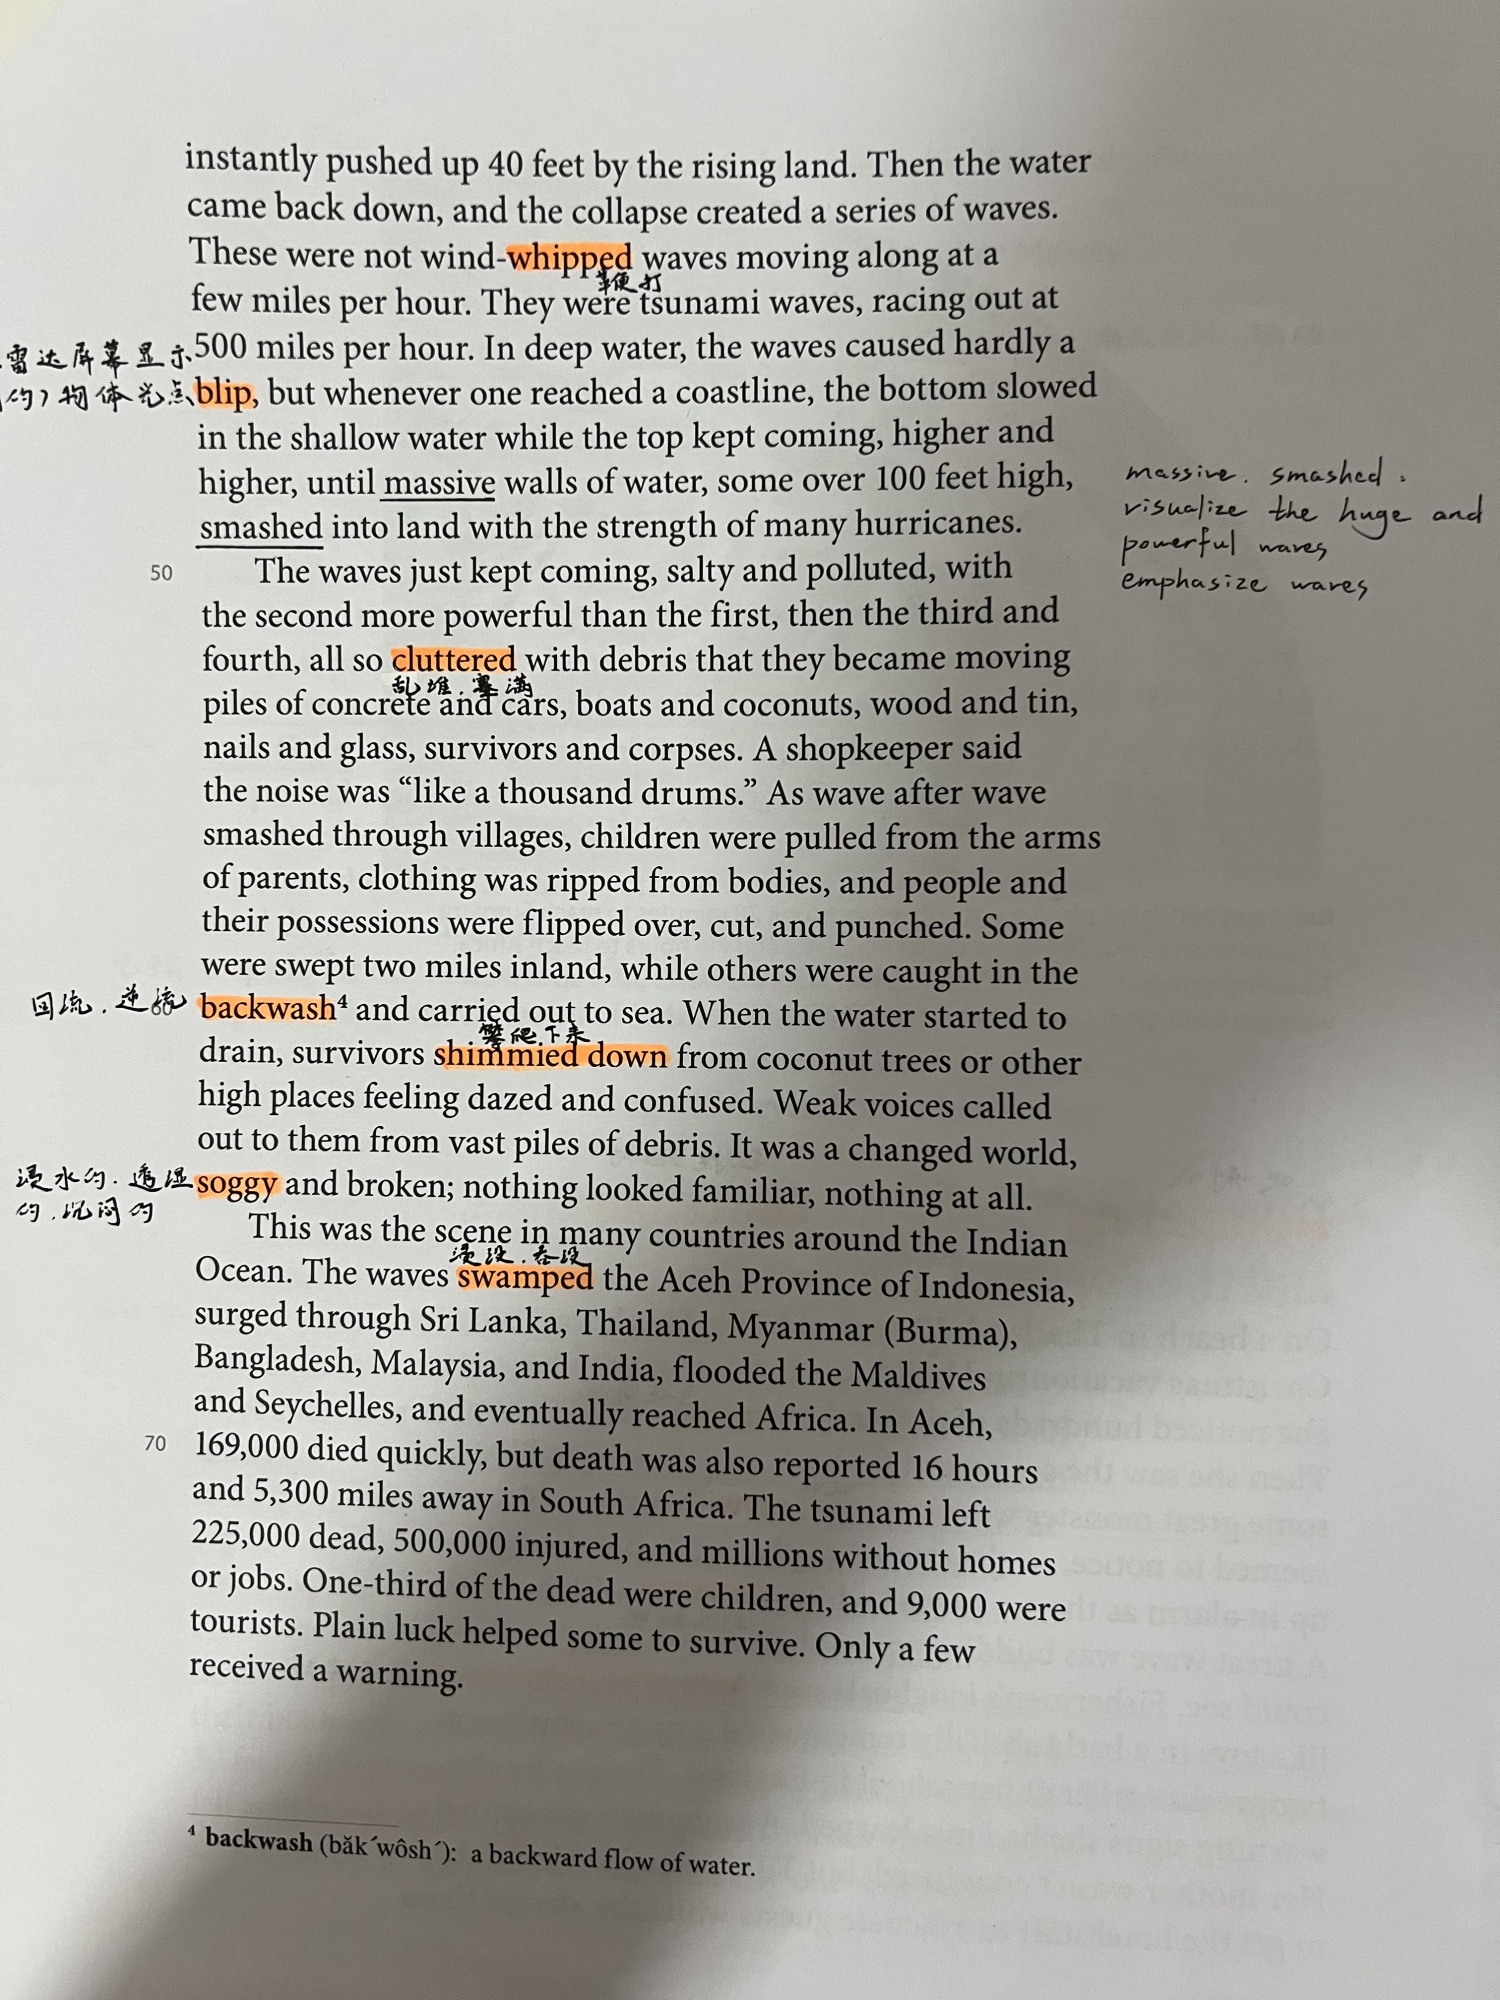 instantly pushed up 40 feet by the rising land. Then the water
came back down, and the collapse created a series of waves.
These were not wind-whipped waves moving along at a
鞭打
few miles per hour. They were tsunami waves, racing out at
雷达屏幕显示
500 miles per hour. In deep water, the waves caused hardly a
的) 物体光点
blip, but whenever one reached a coastline, the bottom slowed
in the shallow water while the top kept coming, higher and
higher, until massive walls of water, some over 100 feet high,
smashed into land with the strength of many hurricanes.
massive. smashed.
visualize the huge and
powerful waves
emphasize waves
50 The waves just kept coming, salty and polluted, with
the second more powerful than the first, then the third and
fourth, all so cluttered with debris that they became moving
乱堆.塞满
piles of concrete and cars, boats and coconuts, wood and tin,
nails and glass, survivors and corpses. A shopkeeper said
the noise was “like a thousand drums.” As wave after wave
smashed through villages, children were pulled from the arms
of parents, clothing was ripped from bodies, and people and
their possessions were flipped over, cut, and punched. Some
were swept two miles inland, while others were caught in the
回流.逆流
60 backwash⁴ and carried out to sea. When the water started to
攀爬.下来
drain, survivors shimmied down from coconut trees or other
high places feeling dazed and confused. Weak voices called
out to them from vast piles of debris. It was a changed world,
浸水的.透湿
soggy and broken; nothing looked familiar, nothing at all.
的.沉闷的
This was the scene in many countries around the Indian
浸没.吞没
Ocean. The waves swamped the Aceh Province of Indonesia,
surged through Sri Lanka, Thailand, Myanmar (Burma),
Bangladesh, Malaysia, and India, flooded the Maldives
and Seychelles, and eventually reached Africa. In Aceh,
70 169,000 died quickly, but death was also reported 16 hours
and 5,300 miles away in South Africa. The tsunami left
225,000 dead, 500,000 injured, and millions without homes
or jobs. One-third of the dead were children, and 9,000 were
tourists. Plain luck helped some to survive. Only a few
received a warning.
⁴ backwash (băk´wôsh´): a backward flow of water.